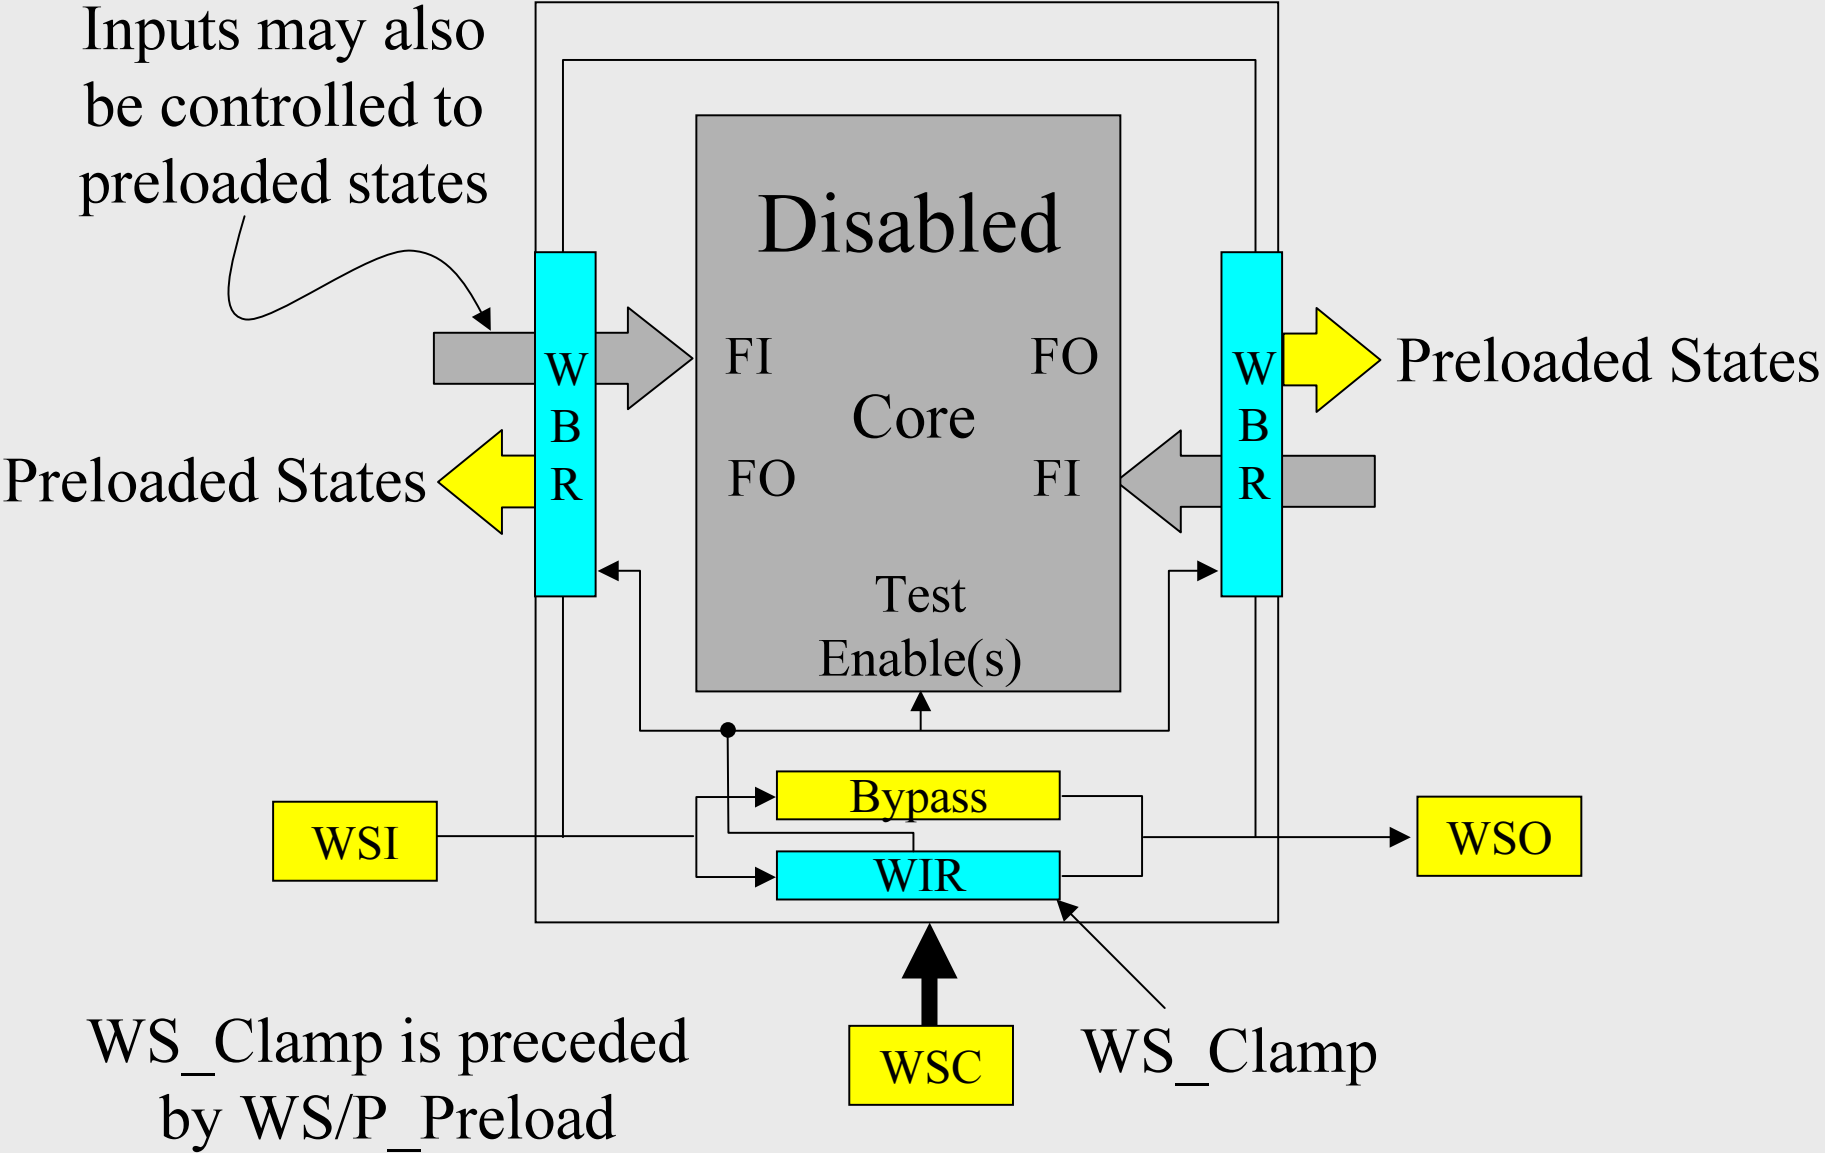 Inputs may also
be controlled to
preloaded states
Disabled
FI
FO
Core
FO
FI
Test
Enable(s)
W
B
R
W
B
R
Preloaded States
Preloaded States
Bypass
WIR
WSI
WSO
WSC
WS_Clamp
WS_Clamp is preceded
by WS/P_Preload